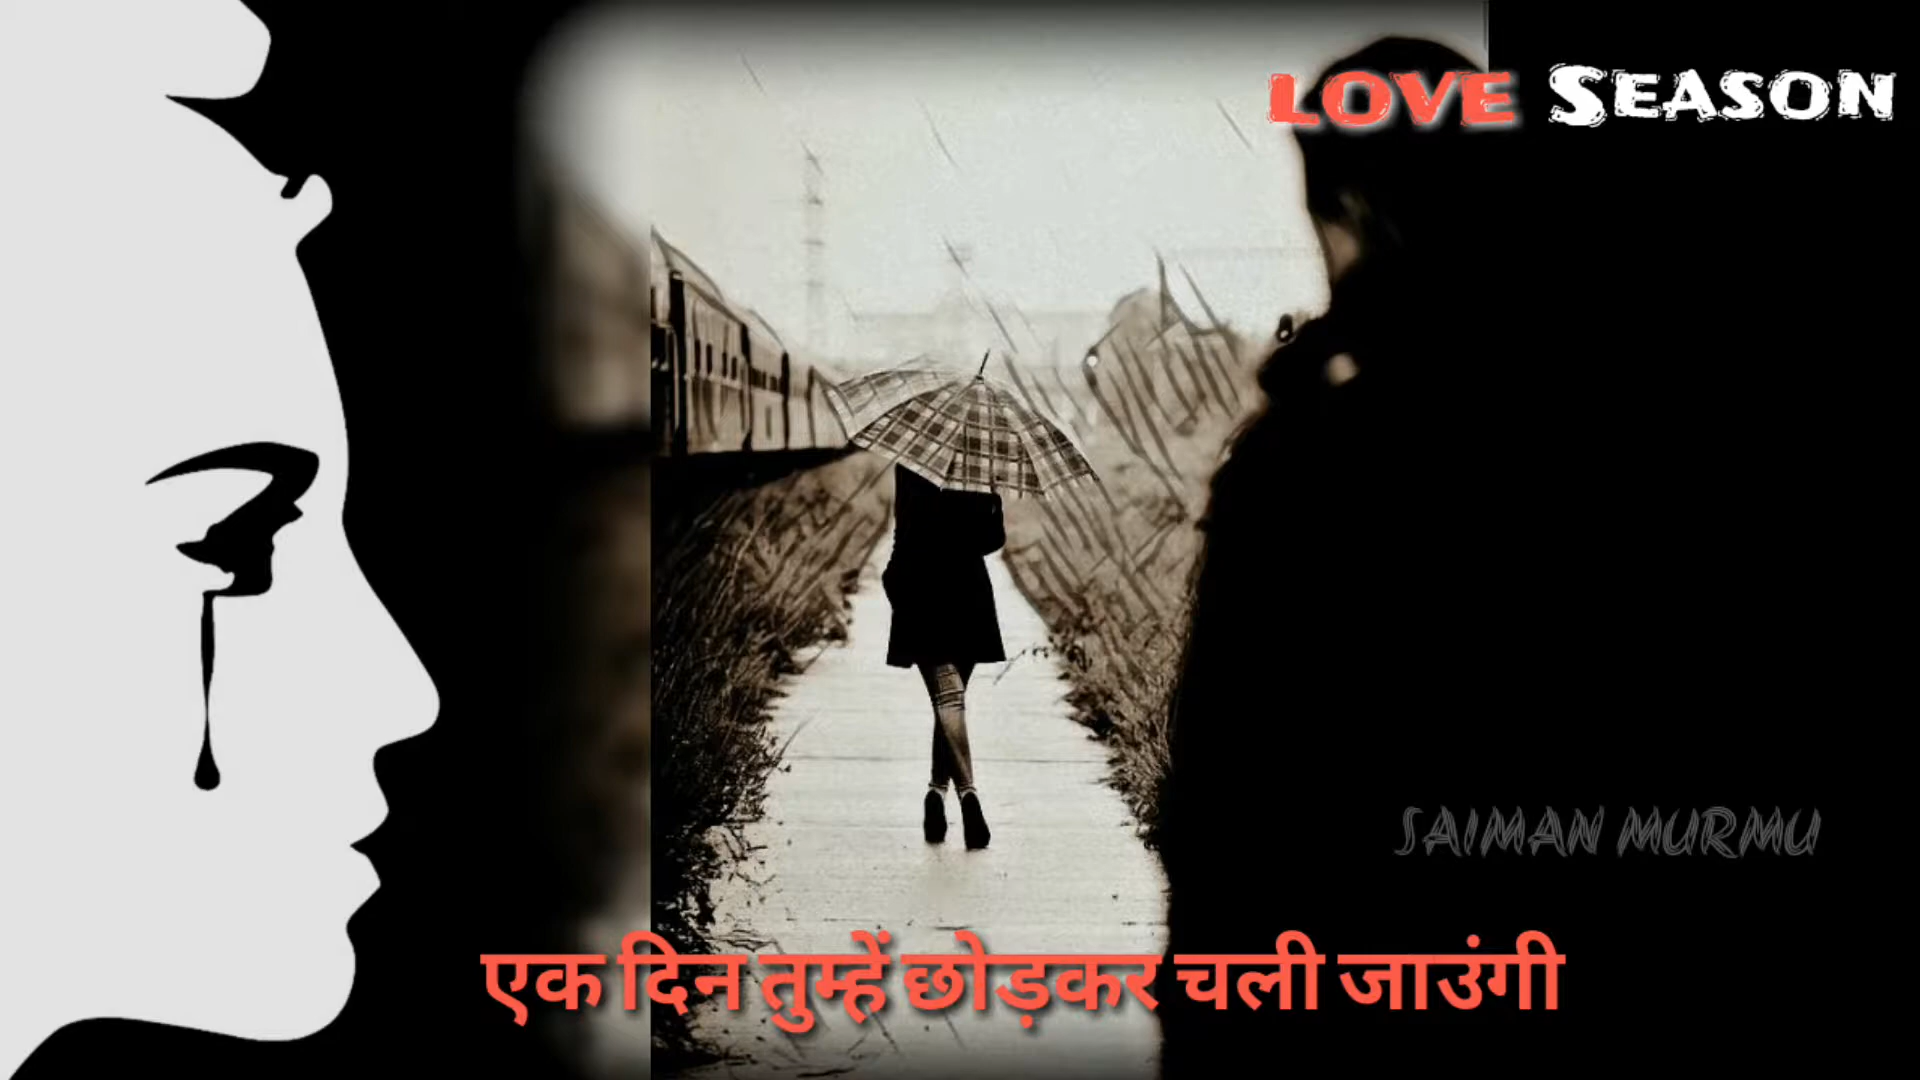 LOVE SEASON
SAIMAN MURMU
एक दिन तुम्हें छोड़कर चली जाउंगी